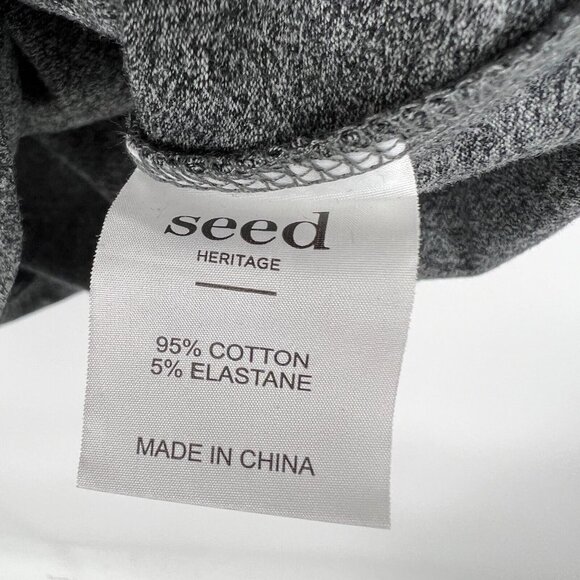 seed
HERITAGE
95% COTTON
5% ELASTANE
MADE IN CHINA